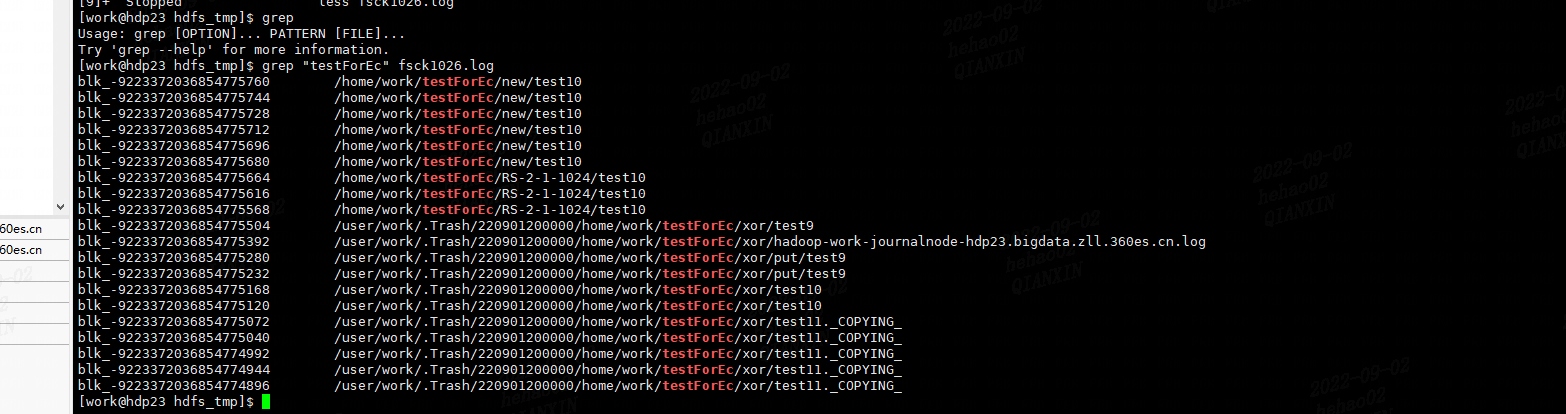 [9]+  Stopped                 less fsck1026.log
[work@hdp23 hdfs_tmp]$ grep
Usage: grep [OPTION]... PATTERN [FILE]...
Try 'grep --help' for more information.
[work@hdp23 hdfs_tmp]$ grep "testForEc" fsck1026.log
blk_-9223372036854775760        /home/work/testForEc/new/test10
blk_-9223372036854775744        /home/work/testForEc/new/test10
blk_-9223372036854775728        /home/work/testForEc/new/test10
blk_-9223372036854775712        /home/work/testForEc/new/test10
blk_-9223372036854775696        /home/work/testForEc/new/test10
blk_-9223372036854775680        /home/work/testForEc/new/test10
blk_-9223372036854775664        /home/work/testForEc/RS-2-1-1024/test10
blk_-9223372036854775616        /home/work/testForEc/RS-2-1-1024/test10
blk_-9223372036854775568        /home/work/testForEc/RS-2-1-1024/test10
blk_-9223372036854775504        /user/work/.Trash/220901200000/home/work/testForEc/xor/test9
blk_-9223372036854775392        /user/work/.Trash/220901200000/home/work/testForEc/xor/hadoop-work-journalnode-hdp23.bigdata.zll.360es.cn.log
blk_-9223372036854775280        /user/work/.Trash/220901200000/home/work/testForEc/xor/put/test9
blk_-9223372036854775232        /user/work/.Trash/220901200000/home/work/testForEc/xor/put/test9
blk_-9223372036854775168        /user/work/.Trash/220901200000/home/work/testForEc/xor/test10
blk_-9223372036854775120        /user/work/.Trash/220901200000/home/work/testForEc/xor/test10
blk_-9223372036854775072        /user/work/.Trash/220901200000/home/work/testForEc/xor/test11._COPYING_
blk_-9223372036854775040        /user/work/.Trash/220901200000/home/work/testForEc/xor/test11._COPYING_
blk_-9223372036854774992        /user/work/.Trash/220901200000/home/work/testForEc/xor/test11._COPYING_
blk_-9223372036854774944        /user/work/.Trash/220901200000/home/work/testForEc/xor/test11._COPYING_
blk_-9223372036854774896        /user/work/.Trash/220901200000/home/work/testForEc/xor/test11._COPYING_
[work@hdp23 hdfs_tmp]$
60es.cn
60es.cn
2022-09-02
hehao02
QIANXIN